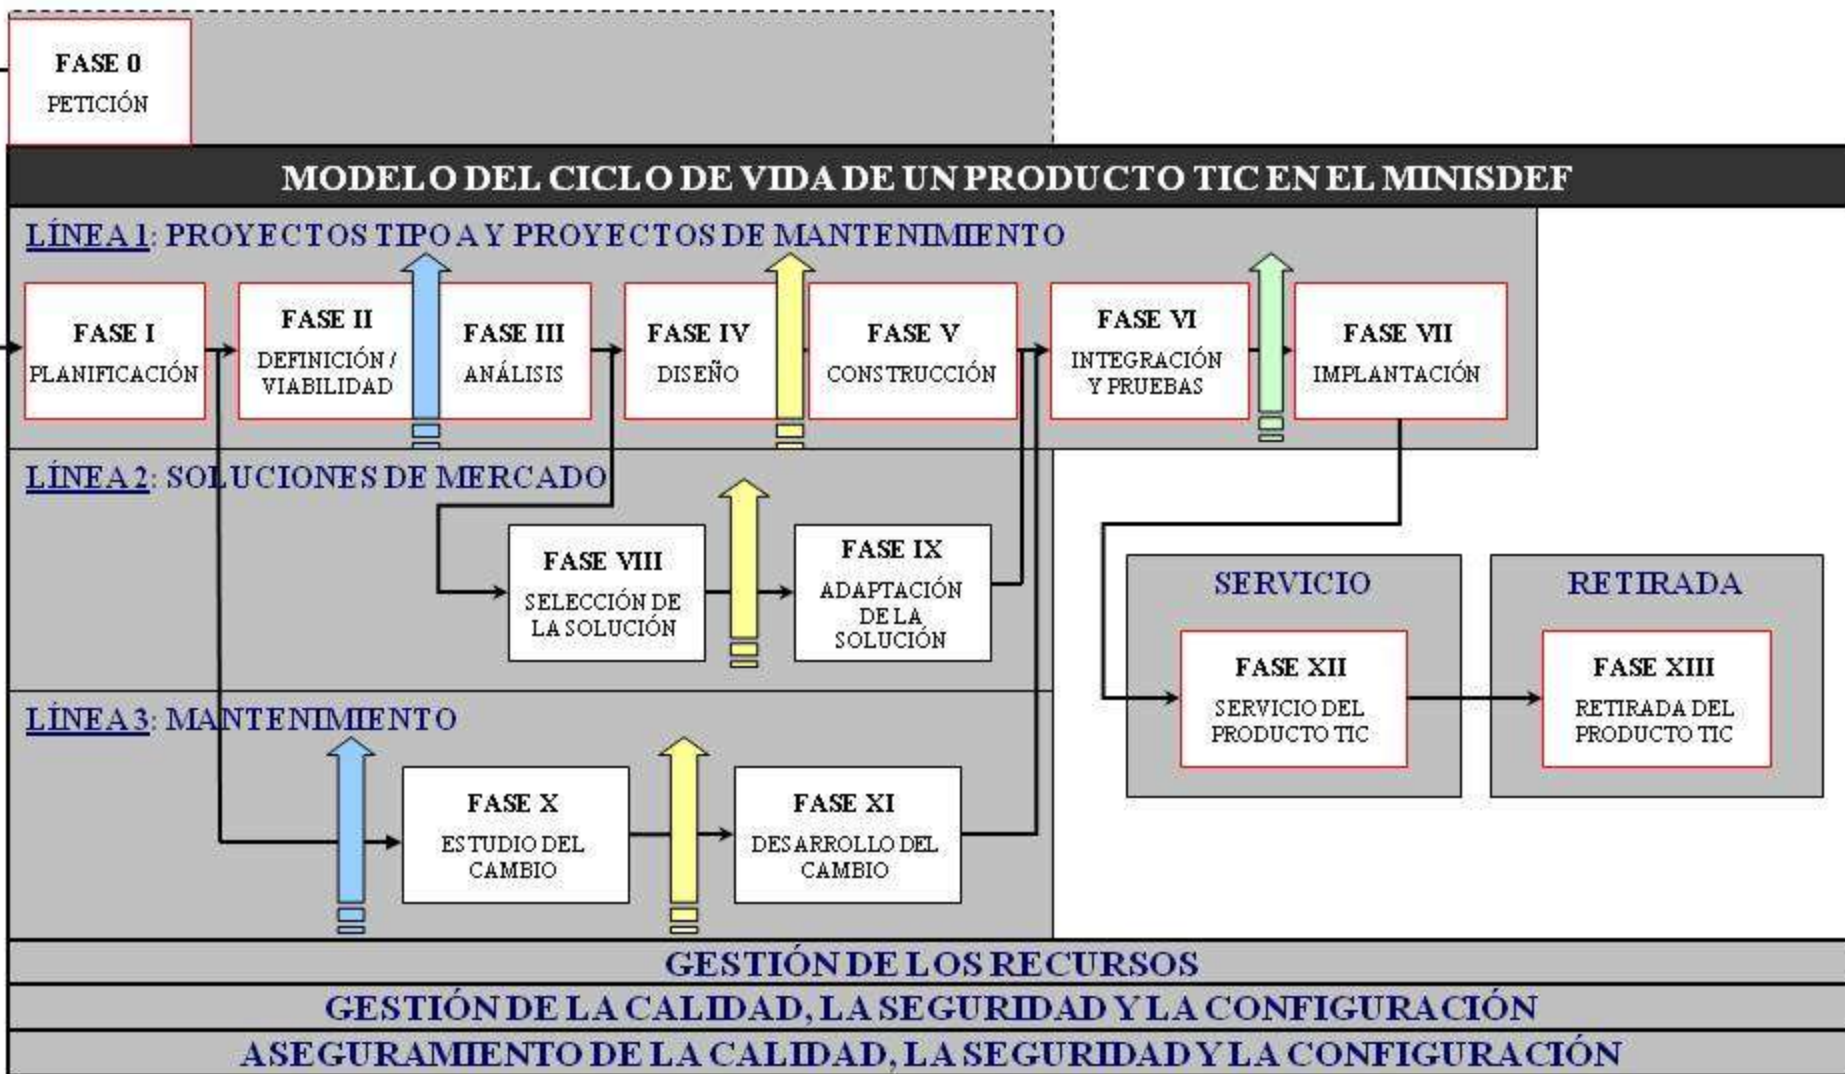 FASE 0
PETICIÓN
MODELO DEL CICLO DE VIDA DE UN PRODUCTO TIC EN EL MINISDEF
LÍNEA 1: PROYECTOS TIPO A Y PROYECTOS DE MANTENIMIENTO
FASE I
PLANIFICACIÓN
FASE II
DEFINICIÓN /
VIABILIDAD
FASE III
ANÁLISIS
FASE IV
DISEÑO
FASE V
CONSTRUCCIÓN
FASE VI
INTEGRACIÓN
Y PRUEBAS
FASE VII
IMPLANTACIÓN
LÍNEA 2: SOLUCIONES DE MERCADO
FASE VIII
SELECCIÓN DE
LA SOLUCIÓN
FASE IX
ADAPTACIÓN
DE LA
SOLUCIÓN
SERVICIO
FASE XII
SERVICIO DEL
PRODUCTO TIC
RETIRADA
FASE XIII
RETIRADA DEL
PRODUCTO TIC
LÍNEA 3: MANTENIMIENTO
FASE X
ESTUDIO DEL
CAMBIO
FASE XI
DESARROLLO DEL
CAMBIO
GESTIÓN DE LOS RECURSOS
GESTIÓN DE LA CALIDAD, LA SEGURIDAD Y LA CONFIGURACIÓN
ASEGURAMIENTO DE LA CALIDAD, LA SEGURIDAD Y LA CONFIGURACIÓN